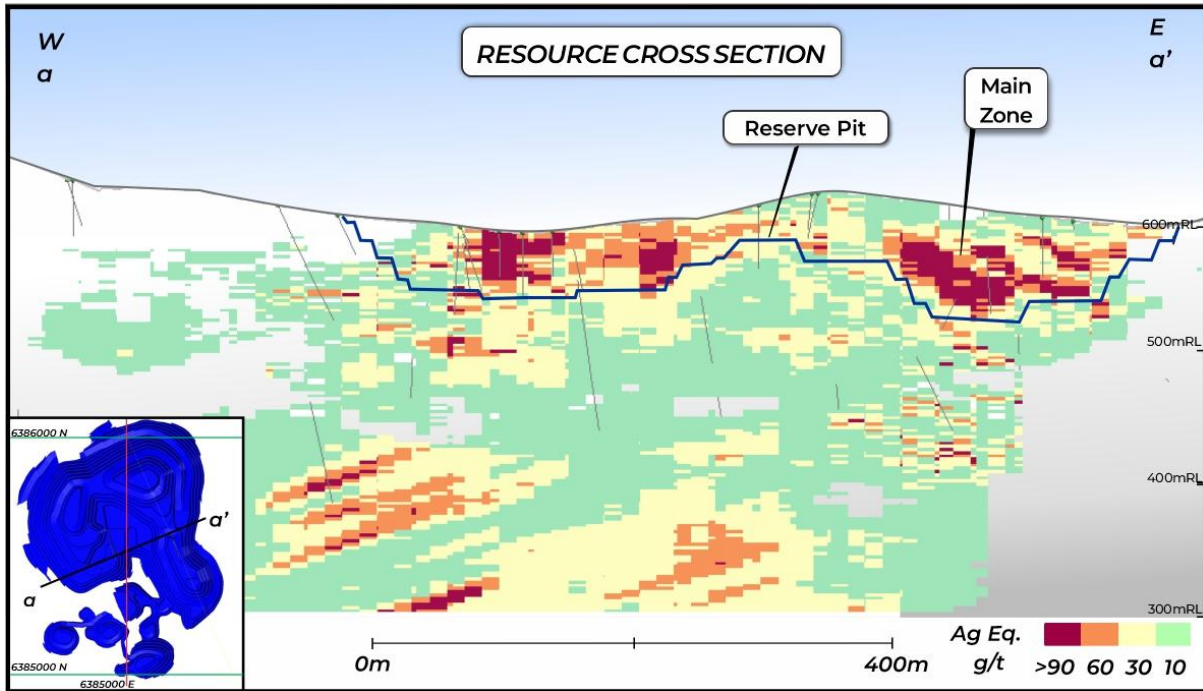 W
a
RESOURCE CROSS SECTION
E
a’
Main
Zone
Reserve Pit
600mRL
500mRL
400mRL
300mRL
6386000 N
a’
a
6385000 N
6385000 E
0m
400m
Ag Eq.
g/t
>90 60 30 10